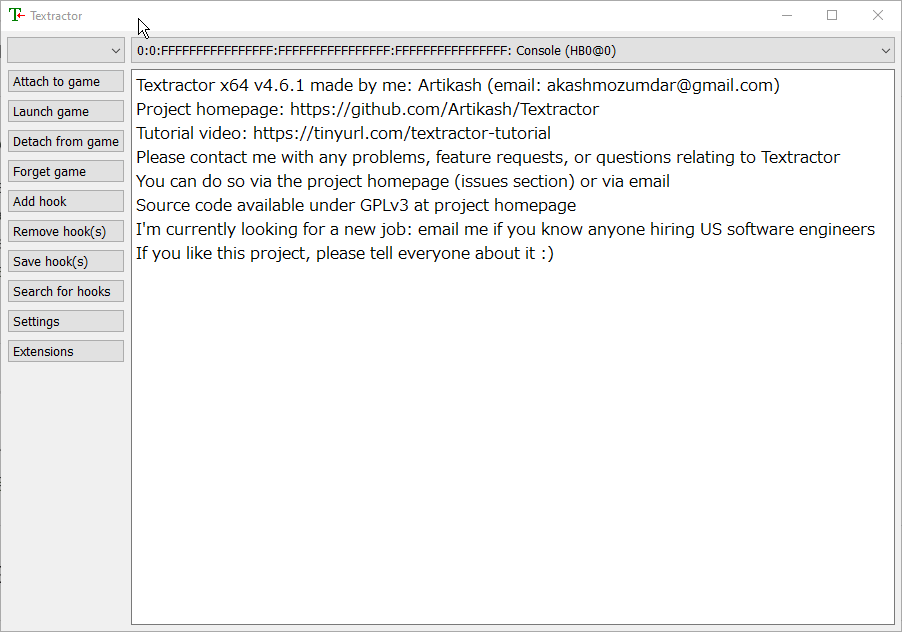 Textractor
0:0:FFFFFFFFFFFFFFFF:FFFFFFFFFFFFFFFF:FFFFFFFFFFFFFFFF: Console (HB0@0)
Attach to game
Launch game
Detach from game
Forget game
Add hook
Remove hook(s)
Save hook(s)
Search for hooks
Settings
Extensions
Textractor x64 v4.6.1 made by me: Artikash (email: akashmozumdar@gmail.com)
Project homepage: https://github.com/Artikash/Textractor
Tutorial video: https://tinyurl.com/textractor-tutorial
Please contact me with any problems, feature requests, or questions relating to Textractor
You can do so via the project homepage (issues section) or via email
Source code available under GPLv3 at project homepage
I'm currently looking for a new job: email me if you know anyone hiring US software engineers
If you like this project, please tell everyone about it :)